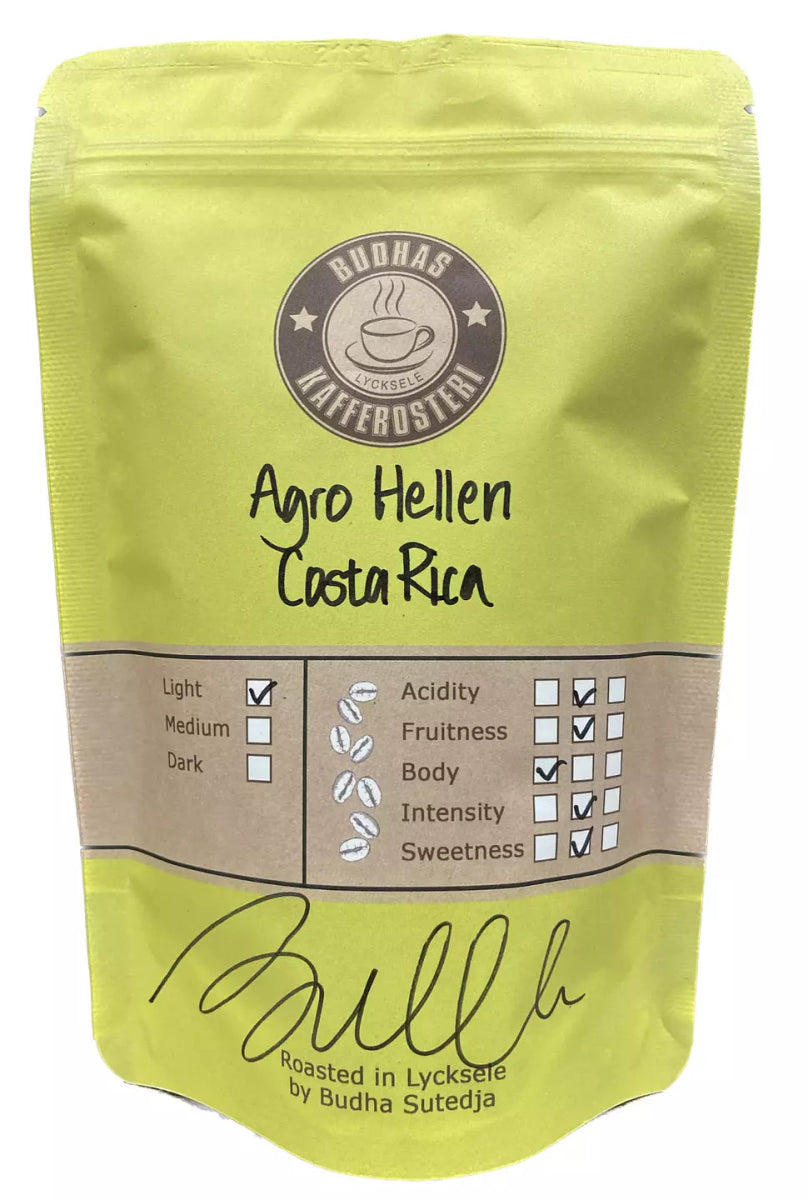 BUDHAS
LYCKSELE
KAFFEROSTERI
Agro Hellen
Costa Rica
Light
Medium
Dark
Acidity
Fruitness
Body
Intensity
Sweetness
Roasted in Lycksele
by Budha Sutedja